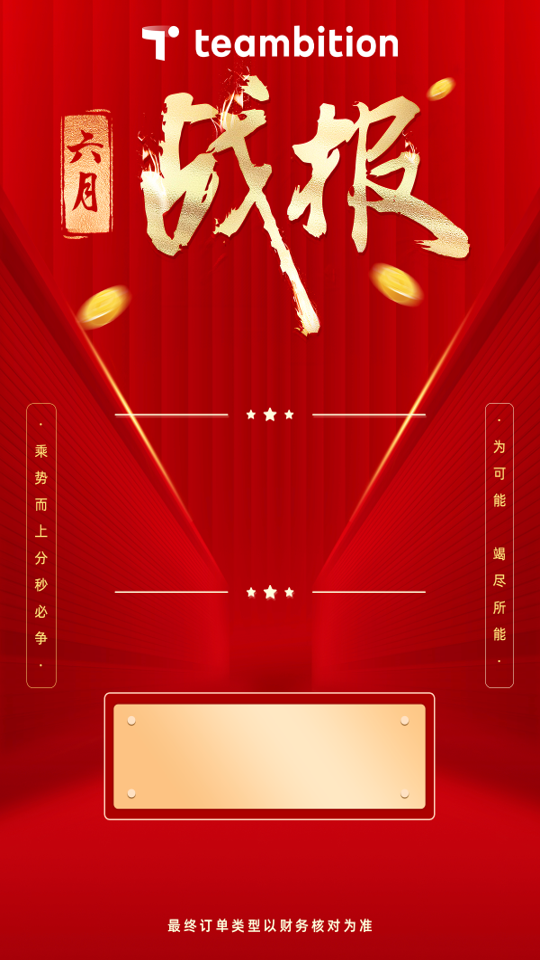 teambition
六月
战报
·乘势而上分秒必争·
·为可能 竭尽所能·
最终订单类型以财务核对为准